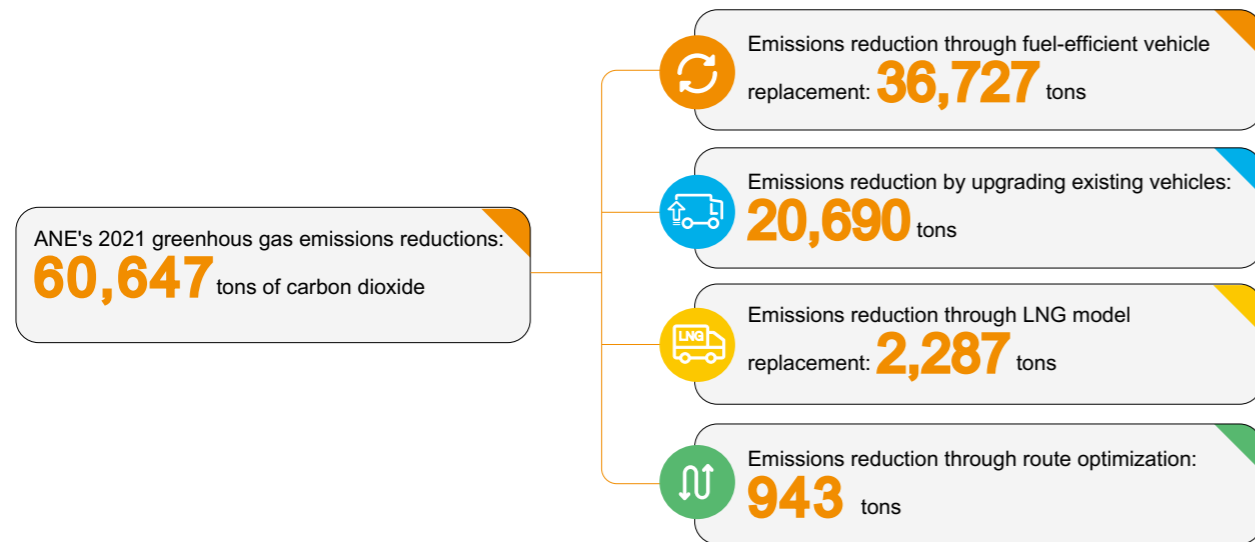 Emissions reduction through fuel-efficient vehicle
replacement: 36,727 tons
Emissions reduction by upgrading existing vehicles:
20,690 tons
ANE's 2021 greenhous gas emissions reductions:
60,647 tons of carbon dioxide
Emissions reduction through LNG model
LNG
replacement: 2,287 tons
Emissions reduction through route optimization:
943 tons